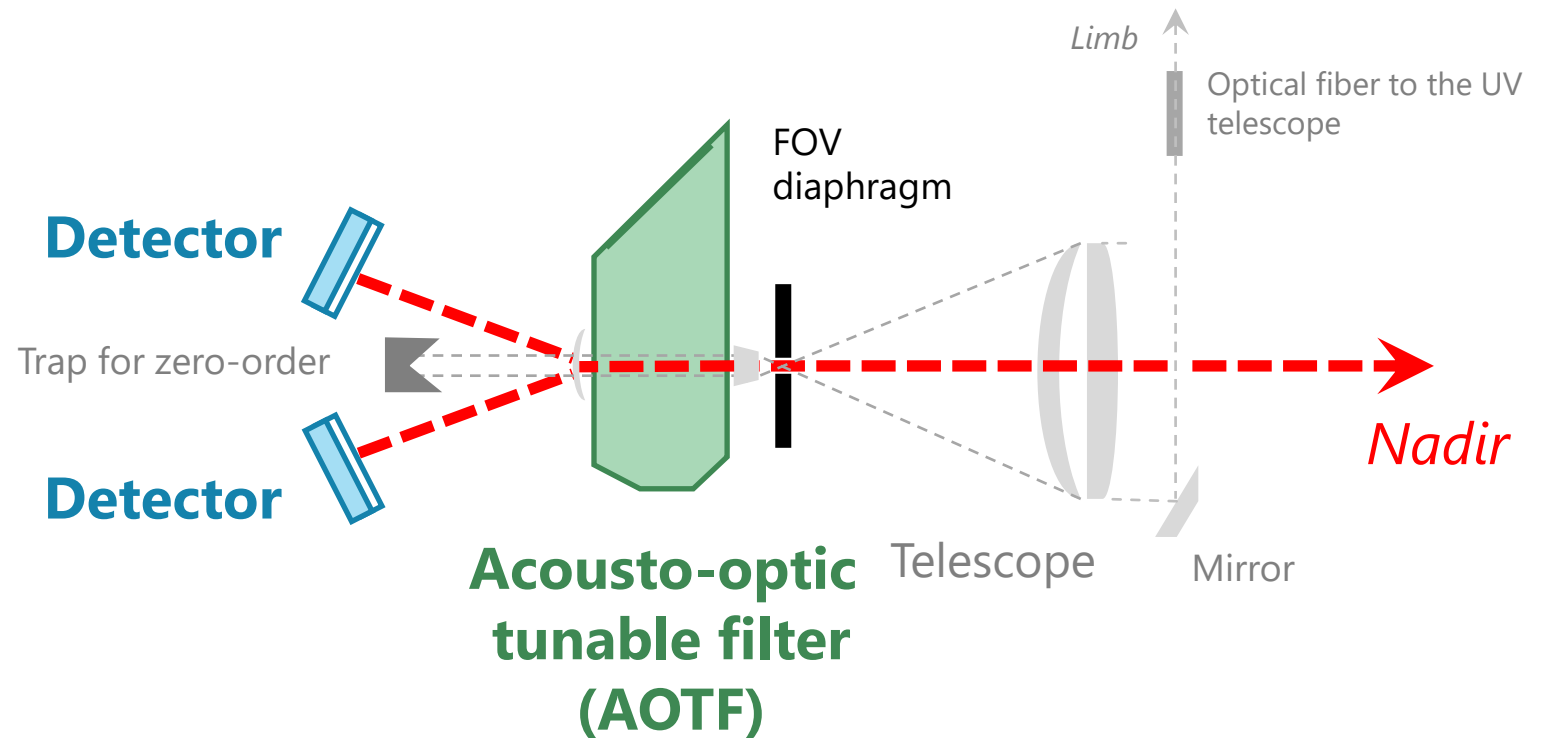 Limb
Optical fiber to the UV
telescope
FOV
diaphragm
Detector
Trap for zero-order
Nadir
Detector
Acousto-optic
tunable filter
(AOTF)
Telescope
Mirror